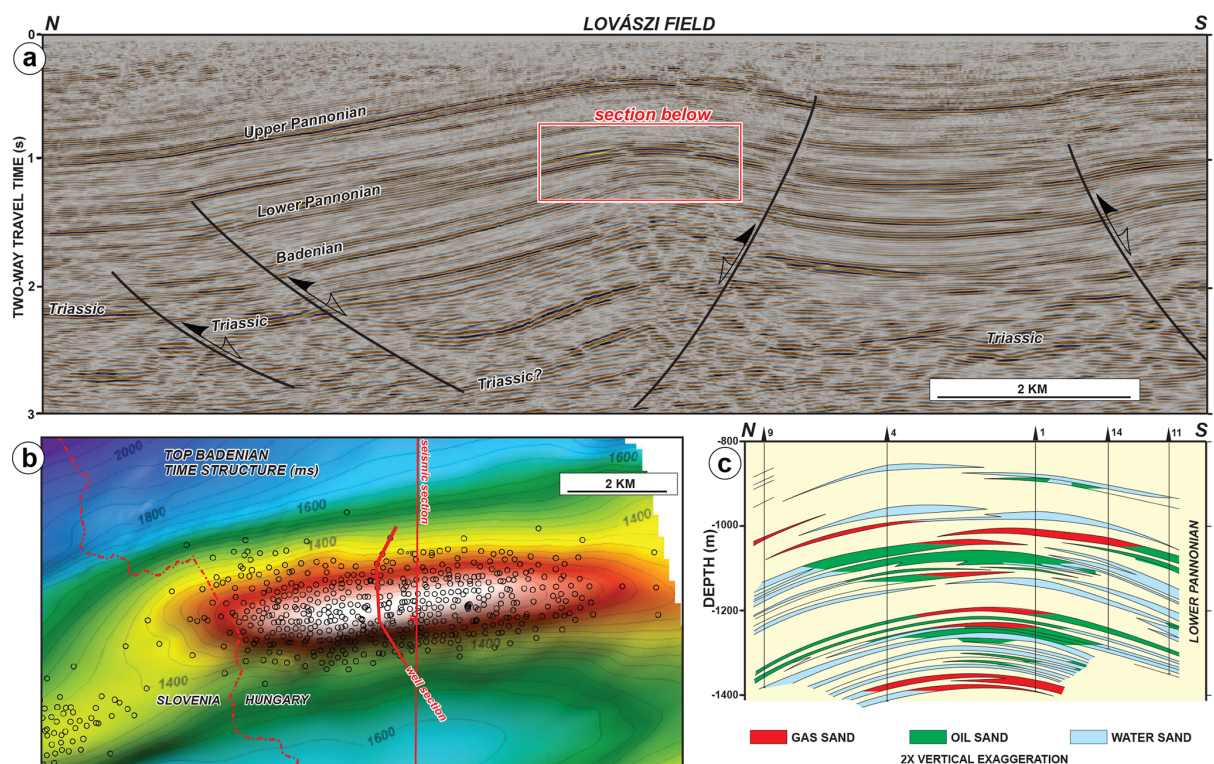 N
LOVÁSZI FIELD
S
0
a
Upper Pannonian
section below
1
Lower Pannonian
Badenian
TWO-WAY TRAVEL TIME (s)
2
Triassic
Triassic
Triassic
Triassic?
2 KM
3
b
2000
TOP BADENIAN
TIME STRUCTURE (ms)
seismic section
1600
2 KM
1800
1600
1400
1400
1400
1400
well section
SLOVENIA
HUNGARY
1600
N
9
4
1
14
11
S
-800
c
-1000
DEPTH (m)
-1200
-1400
LOWER PANNONIAN
GAS SAND
OIL SAND
WATER SAND
2X VERTICAL EXAGGERATION